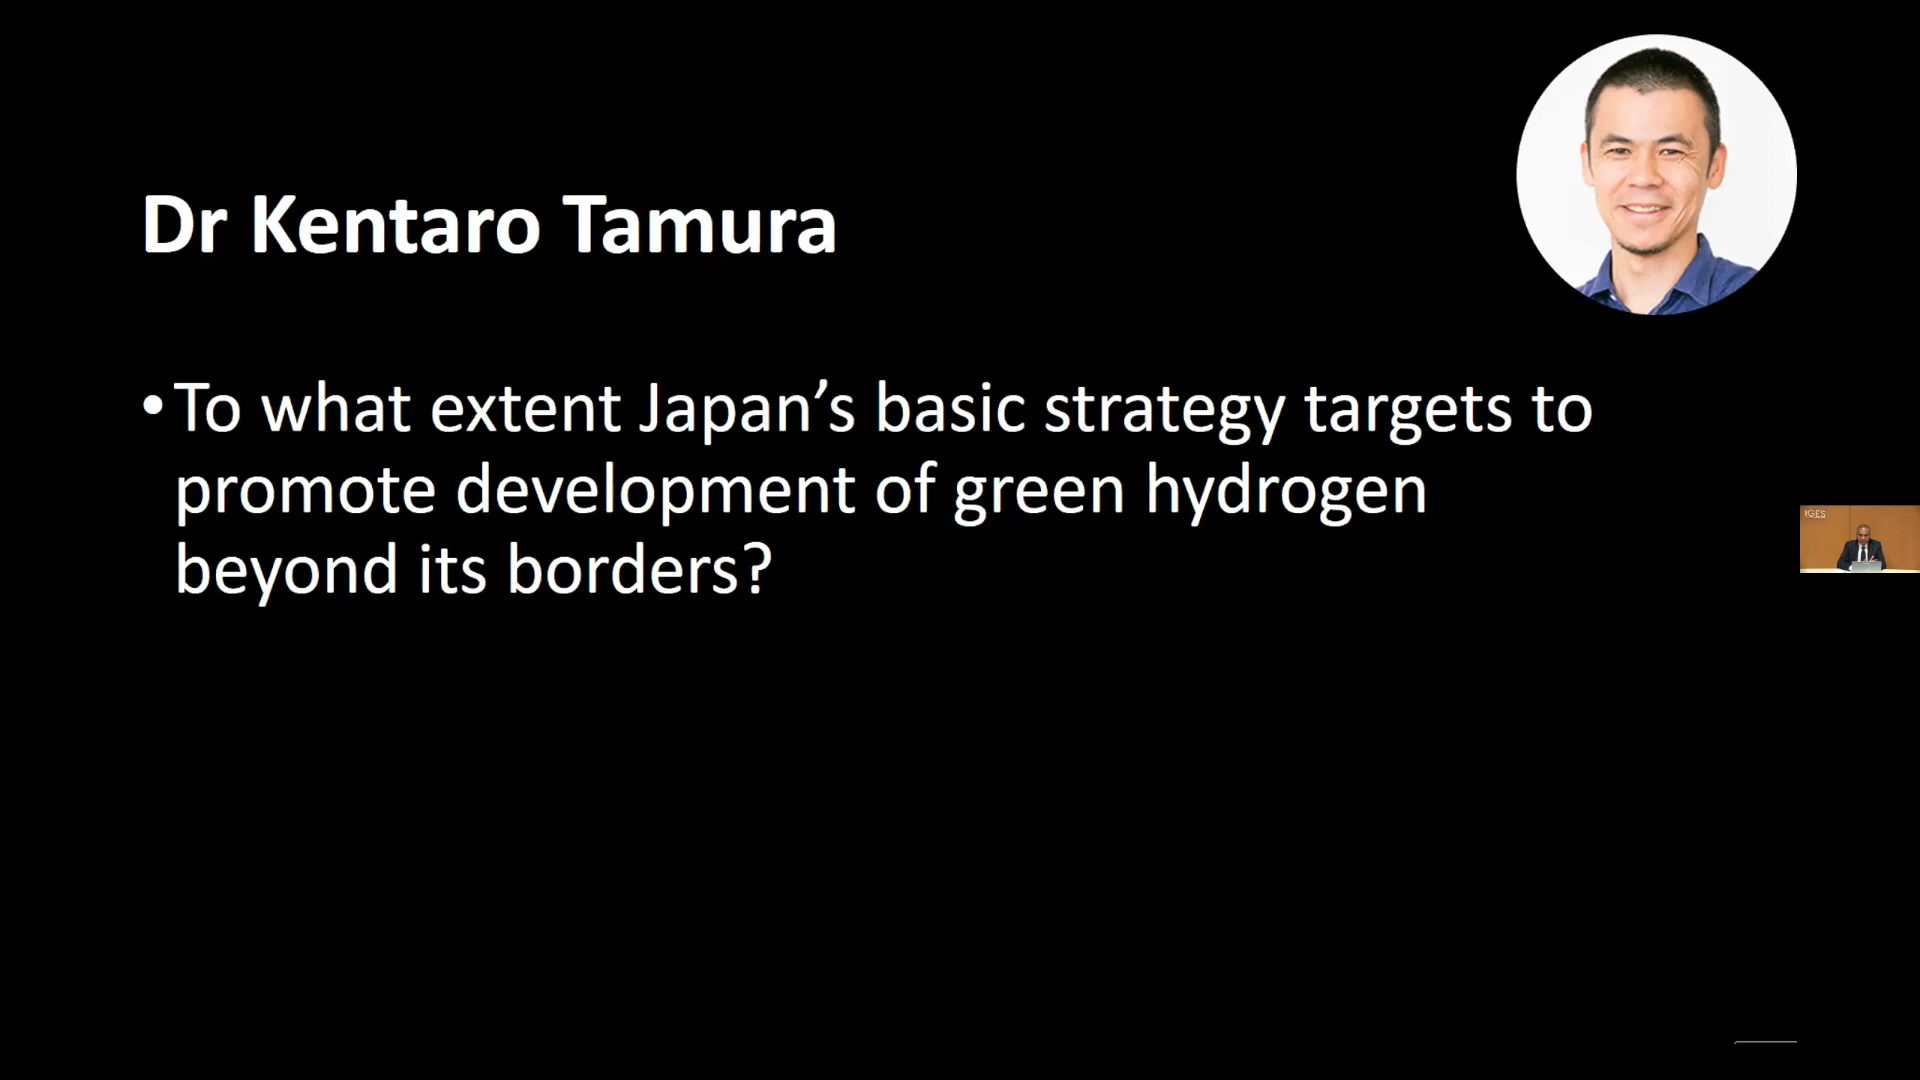 Dr Kentaro Tamura
• To what extent Japan’s basic strategy targets to
promote development of green hydrogen
beyond its borders?
IGES